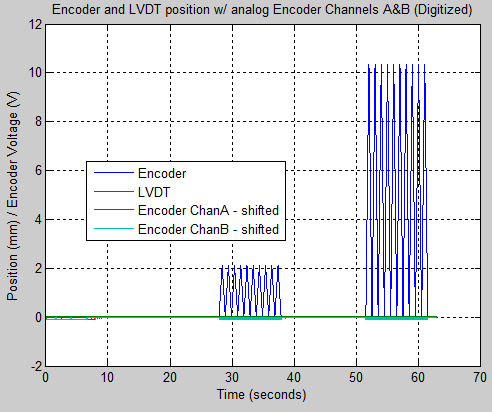 Encoder and LVDT position w/ analog Encoder Channels A&B (Digitized)
12
10
8
6
4
2
0
-2
Position (mm) / Encoder Voltage (V)
Encoder
LVDT
Encoder ChanA - shifted
Encoder ChanB - shifted
0 10 20 30 40 50 60 70
Time (seconds)